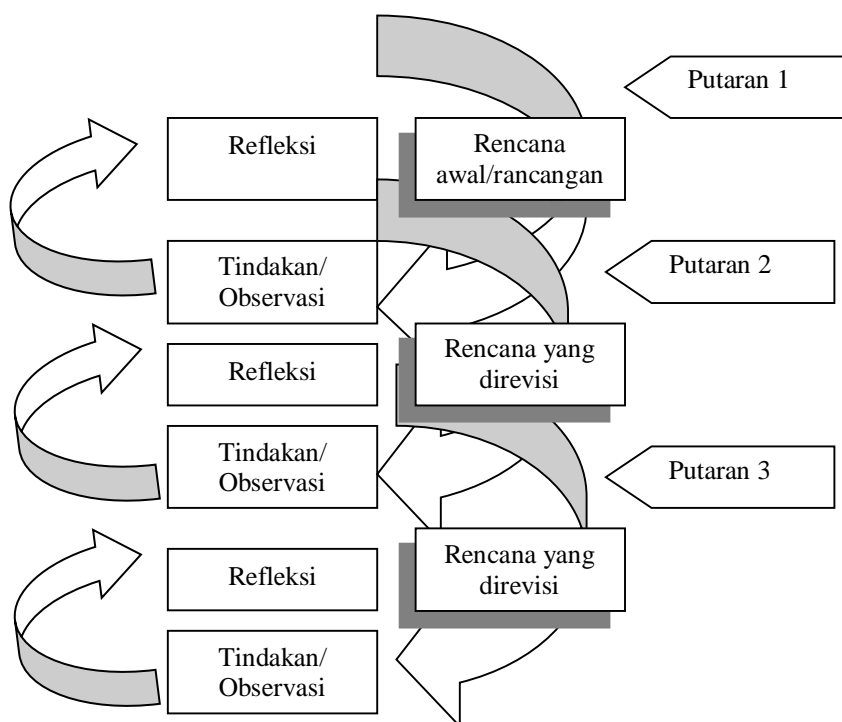 Putaran 1
Refleksi
Rencana
awal/rancangan
Tindakan/
Observasi
Putaran 2
Refleksi
Rencana yang
direvisi
Tindakan/
Observasi
Putaran 3
Refleksi
Rencana yang
direvisi
Tindakan/
Observasi